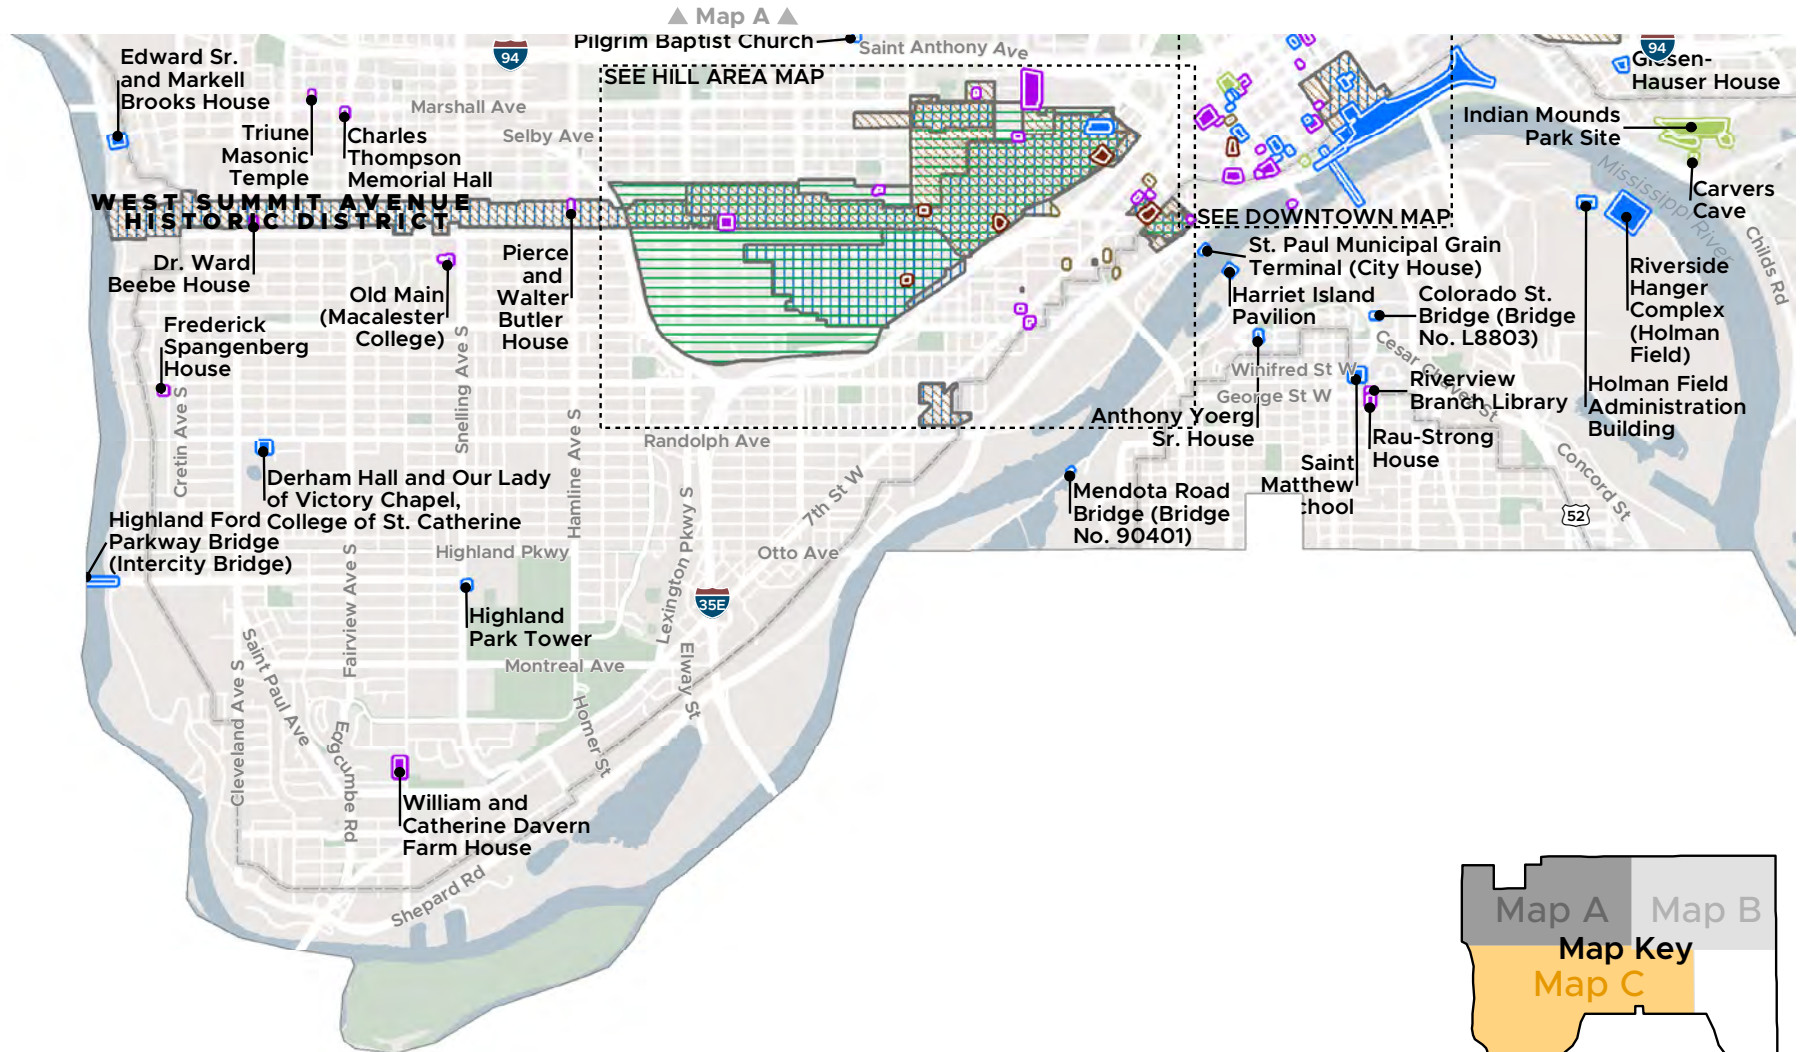 ▲ Map A ▲
Pilgrim Baptist Church
Saint Anthony Ave
94
94
Edward Sr.
and Markell
Brooks House
SEE HILL AREA MAP
Giesen-
Hauser House
Marshall Ave
Selby Ave
Triune
Masonic
Temple
Charles
Thompson
Memorial Hall
Indian Mounds
Park Site
Carvers
Cave
Mississippi River
Childs Rd
WEST SUMMIT AVENUE
HISTORIC DISTRICT
SEE DOWNTOWN MAP
Dr. Ward
Beebe House
Old Main
(Macalester
College)
Pierce
and
Walter
Butler
House
St. Paul Municipal Grain
Terminal (City House)
Harriet Island
Pavilion
Colorado St.
Bridge (Bridge
No. L8803)
Riverside
Hanger
Complex
(Holman
Field)
Holman Field
Administration
Building
Frederick
Spangenberg
House
Cesar Chavez St
Winifred St W
George St W
Riverview
Branch Library
Rau-Strong
House
Anthony Yoerg
Sr. House
Saint
Matthew
chool
Concord St
52
Cretin Ave S
Snelling Ave S
Hamline Ave S
Randolph Ave
Lexington Pkwy S
7th St W
Otto Ave
Mendota Road
Bridge (Bridge
No. 90401)
Derham Hall and Our Lady
of Victory Chapel,
College of St. Catherine
Highland Ford
Parkway Bridge
(Intercity Bridge)
Highland Pkwy
Fairview Ave S
35E
Highland
Park Tower
Montreal Ave
Elway St
Homer St
Cleveland Ave S
Saint Paul Ave
Edgcumbe Rd
William and
Catherine Davern
Farm House
Shepard Rd
Map A
Map B
Map Key
Map C